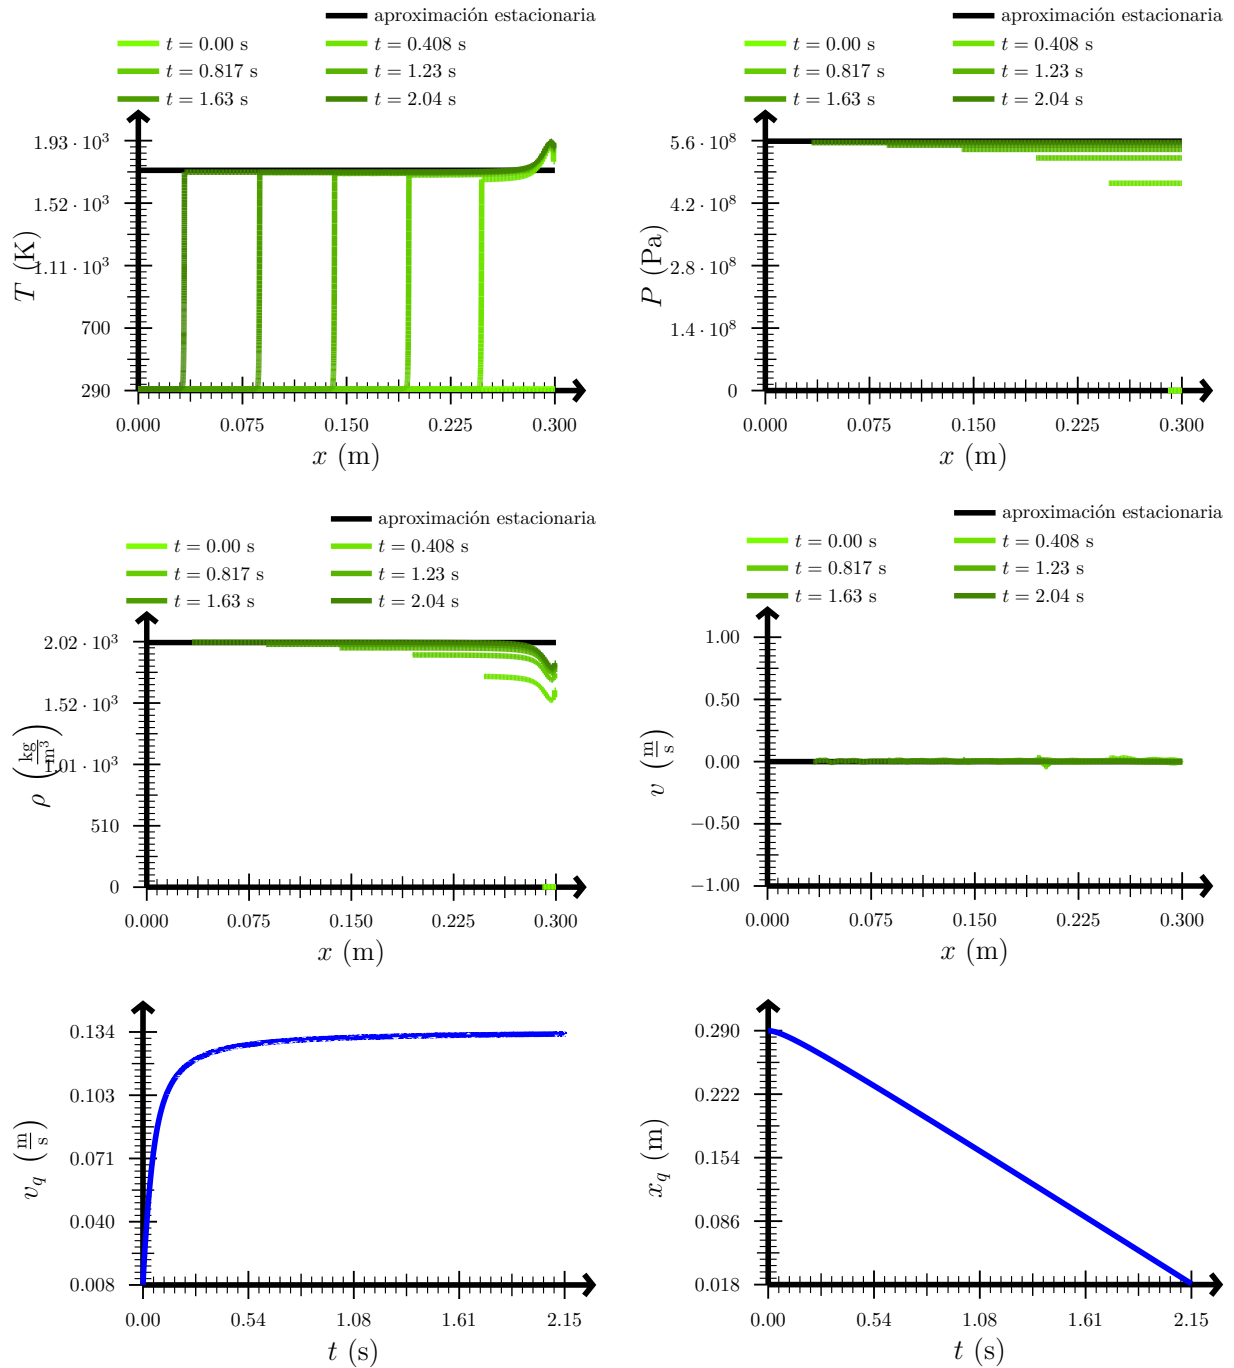 aproximación estacionaria
t = 0.00 s
t = 0.408 s
t = 0.817 s
t = 1.23 s
t = 1.63 s
t = 2.04 s
1.93 · 10³
1.52 · 10³
1.11 · 10³
700
290
T (K)
0.000 0.075 0.150 0.225 0.300
x (m)
aproximación estacionaria
t = 0.00 s
t = 0.408 s
t = 0.817 s
t = 1.23 s
t = 1.63 s
t = 2.04 s
5.6 · 10⁸
4.2 · 10⁸
2.8 · 10⁸
1.4 · 10⁸
0
P (Pa)
0.000 0.075 0.150 0.225 0.300
x (m)
aproximación estacionaria
t = 0.00 s
t = 0.408 s
t = 0.817 s
t = 1.23 s
t = 1.63 s
t = 2.04 s
2.02 · 10³
1.52 · 10³
1.01 · 10³
510
0
ρ (kg/m³)
0.000 0.075 0.150 0.225 0.300
x (m)
aproximación estacionaria
t = 0.00 s
t = 0.408 s
t = 0.817 s
t = 1.23 s
t = 1.63 s
t = 2.04 s
1.00
0.50
0.00
−0.50
−1.00
v (m/s)
0.000 0.075 0.150 0.225 0.300
x (m)
0.134
0.103
0.071
0.040
0.008
v_q (m/s)
0.00 0.54 1.08 1.61 2.15
t (s)
0.290
0.222
0.154
0.086
0.018
x_q (m)
0.00 0.54 1.08 1.61 2.15
t (s)